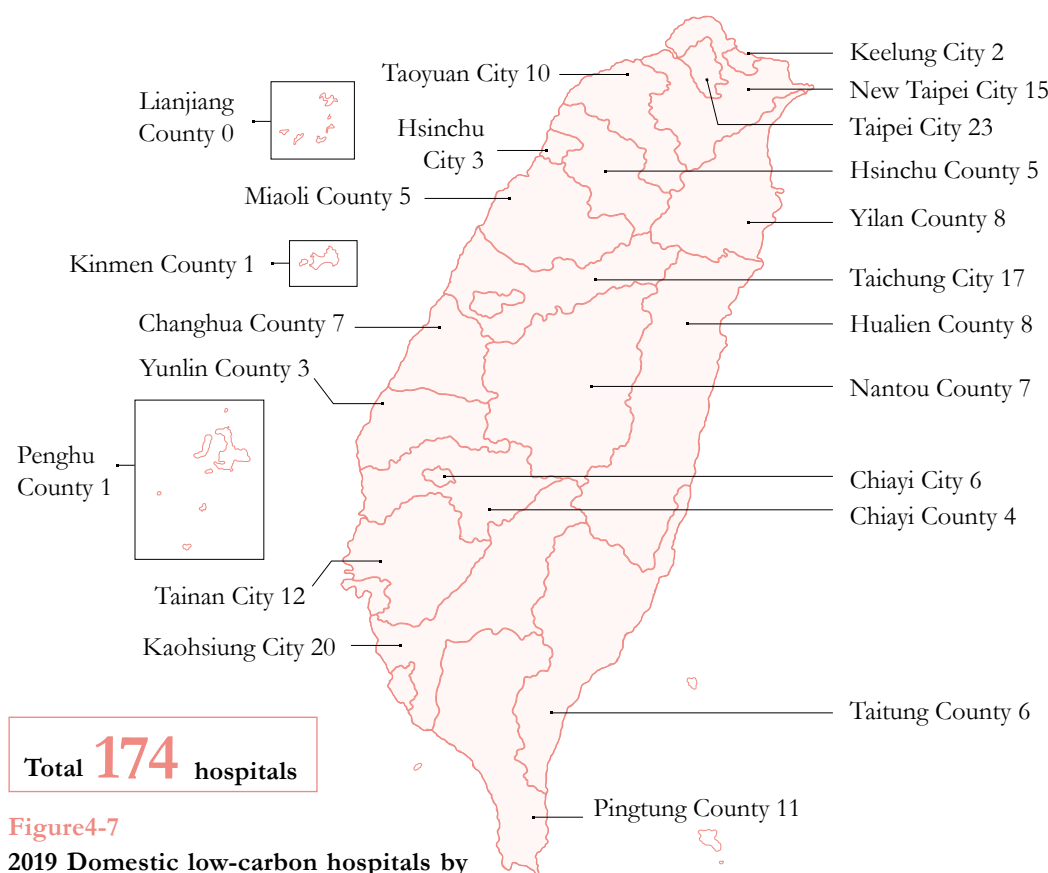 Keelung City 2
Taoyuan City 10
New Taipei City 15
Lianjiang
County 0
Taipei City 23
Hsinchu
City 3
Hsinchu County 5
Miaoli County 5
Yilan County 8
Kinmen County 1
Taichung City 17
Changhua County 7
Hualien County 8
Yunlin County 3
Nantou County 7
Penghu
County 1
Chiayi City 6
Chiayi County 4
Tainan City 12
Kaohsiung City 20
Taitung County 6
Total 174 hospitals
Pingtung County 11
Figure4-7
2019 Domestic low-carbon hospitals by